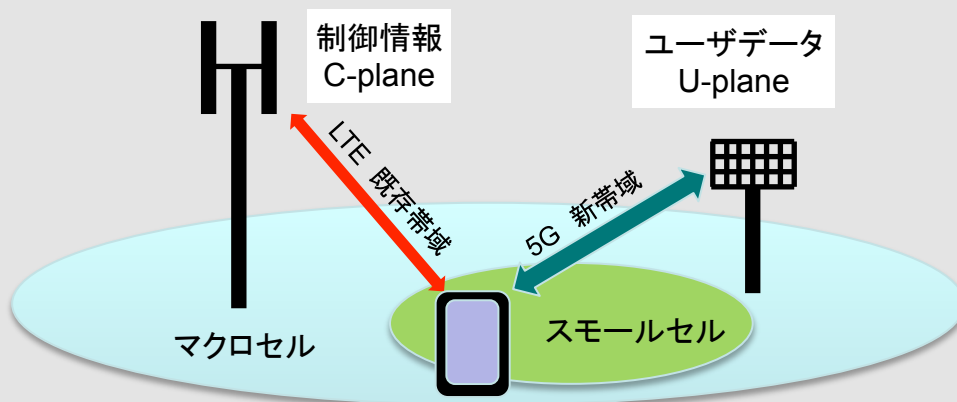 制御情報
C-plane
ユーザデータ
U-plane
LTE 既存帯域
5G 新帯域
マクロセル
スモールセル